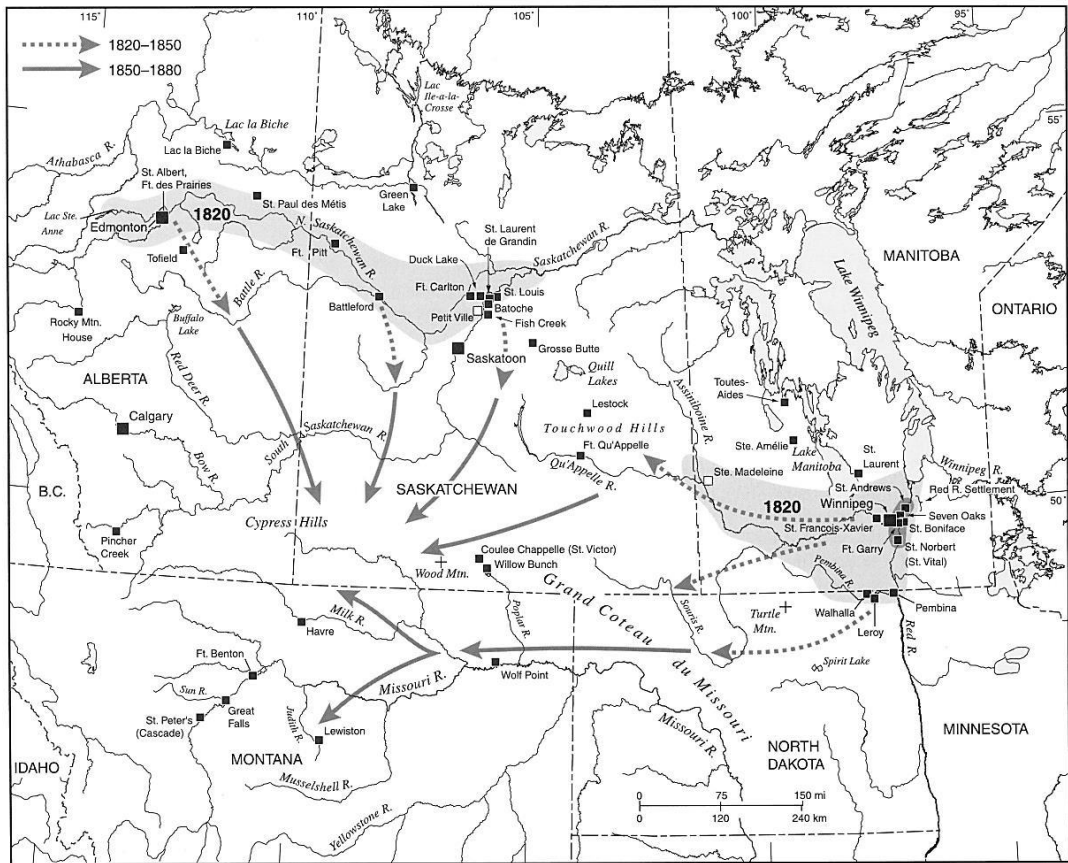 115
110
105
100
95
1820–1850
1850–1880
Lac
Ile-a-la-
Crosse
55
Lac la Biche
Lac la Biche
Athabasca R.
St. Albert,
Ft. des Prairies
St. Paul des Métis
Green
Lake
1820
Lac Ste.
Anne
Edmonton
N. Saskatchewan R.
St. Laurent
de Grandin
Saskatchewan R.
MANITOBA
Tofield
Ft. Pitt
Duck Lake
Lake Winnipeg
Battle R.
Ft. Carlton
St. Louis
Battleford
Batoche
ONTARIO
Petit Ville
Fish Creek
Rocky Mtn.
House
Buffalo
Lake
Saskatoon
Grosse Butte
Quill
Lakes
ALBERTA
Red Deer R.
Assiniboine R.
Toutes-
Aides
Lestock
Calgary
Touchwood Hills
South Saskatchewan R.
Ft. Qu'Appelle
Ste. Amélie
Lake
Manitoba
St.
Laurent
Qu'Appelle R.
Ste. Madeleine
Winnipeg R.
Bow R.
50
B.C.
SASKATCHEWAN
St. Andrews
Red R. Settlement
1820
Winnipeg
Seven Oaks
Cypress Hills
St. Francois-Xavier
St. Boniface
Pincher
Creek
Ft. Garry
St. Norbert
(St. Vital)
Coulee Chappelle (St. Victor)
Willow Bunch
Wood Mtn.
Pembina R.
Grand Coteau du Missouri
Walhalla
Pembina
Milk R.
Poplar R.
Souris R.
Turtle
Mtn.
Leroy
Havre
Red R.
Ft. Benton
Wolf Point
Spirit Lake
Missouri R.
Sun R.
Great
Falls
St. Peter's
(Cascade)
Judith R.
Lewiston
Missouri R.
MINNESOTA
MONTANA
NORTH
DAKOTA
IDAHO
Musselshell R.
0 75 150 mi
0 120 240 km
Yellowstone R.